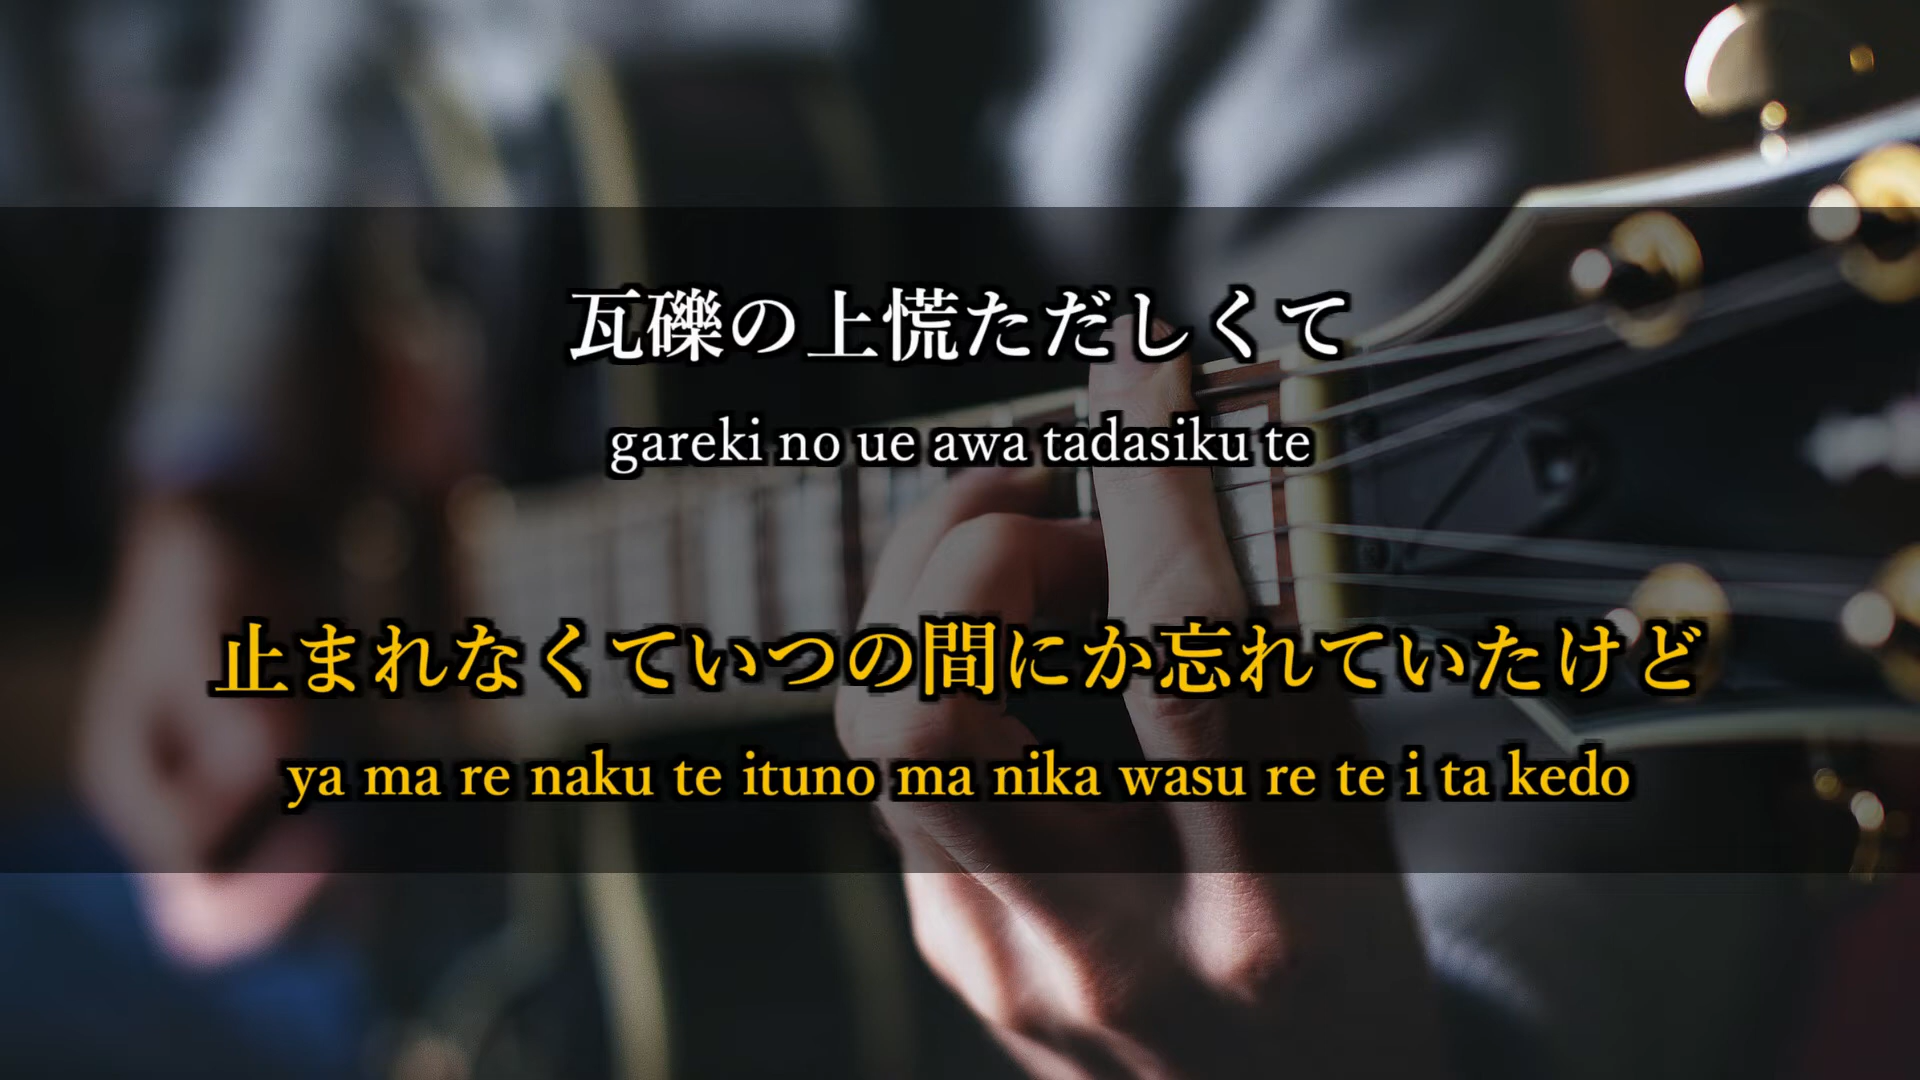 瓦礫の上慌ただしくて
gareki no ue awa tadasiku te
止まれなくていつの間にか忘れていたけど
ya ma re naku te ituno ma nika wasu re te i ta kedo